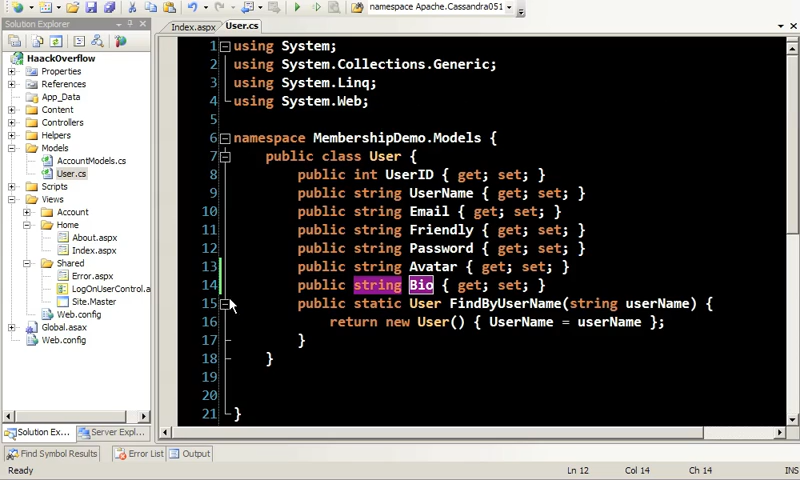 namespace Apache.Cassandra051
Solution Explorer
HaackOverflow
Properties
References
App_Data
Content
Controllers
Helpers
Models
AccountModels.cs
User.cs
Scripts
Views
Account
Home
About.aspx
Index.aspx
Shared
Error.aspx
LogOnUserControl.a
Site.Master
Web.config
Global.asax
Web.config
Solution Ex...
Server Expl...
Index.aspx
User.cs
1 using System;
2 using System.Collections.Generic;
3 using System.Linq;
4 using System.Web;
5
6 namespace MembershipDemo.Models {
7 public class User {
8 public int UserID { get; set; }
9 public string UserName { get; set; }
10 public string Email { get; set; }
11 public string Friendly { get; set; }
12 public string Password { get; set; }
13 public string Avatar { get; set; }
14 public string Bio { get; set; }
15 public static User FindByUserName(string userName) {
16 return new User() { UserName = userName };
17 }
18 }
19
20
21 }
Find Symbol Results
Error List
Output
Ready
Ln 12
Col 14
Ch 14
INS